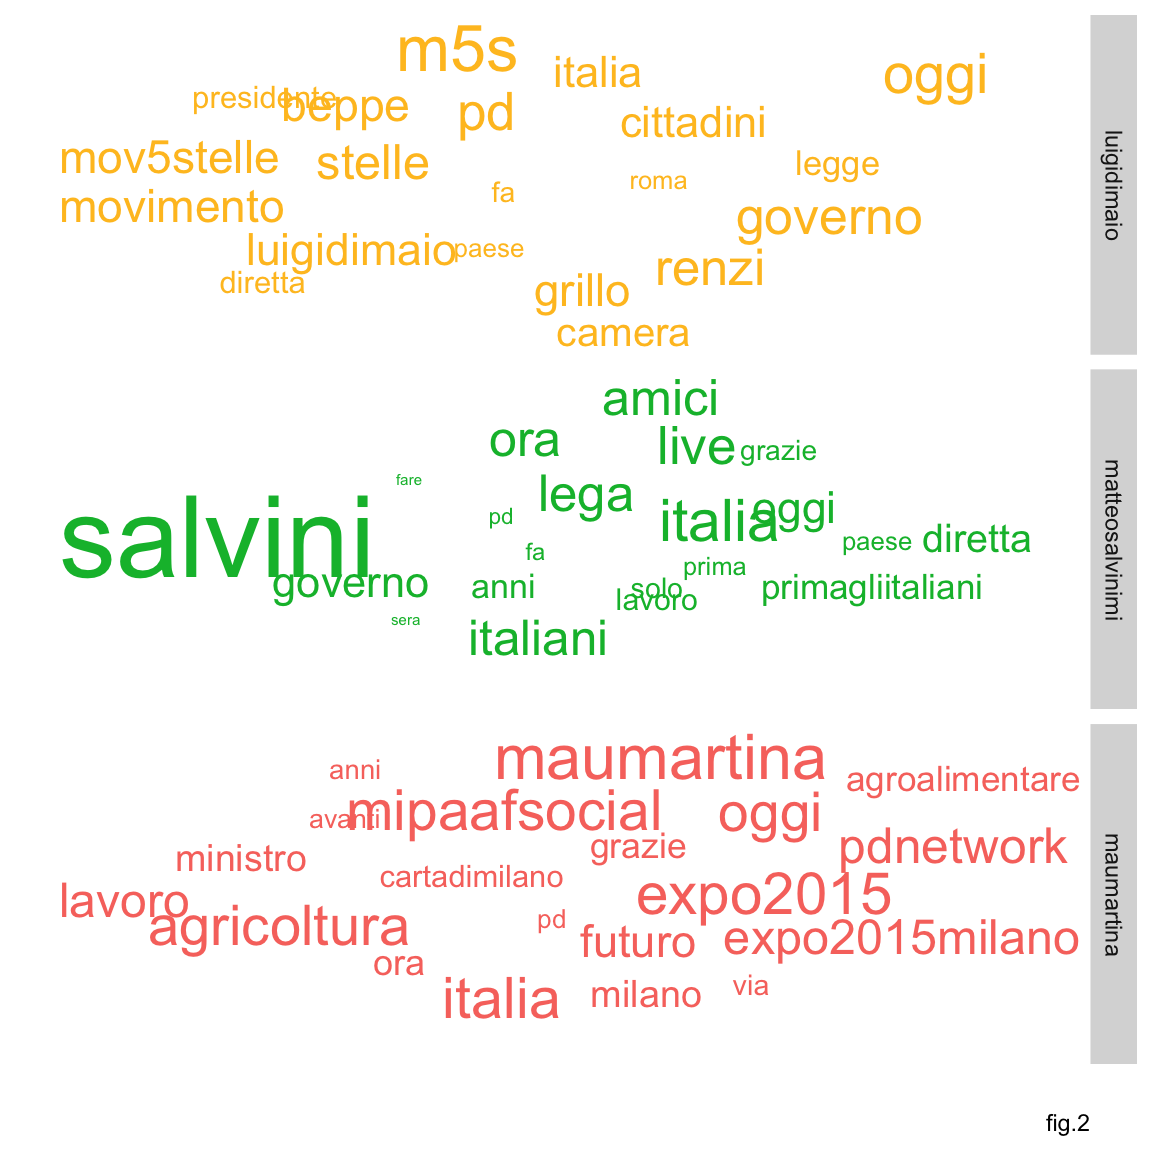 m5s
italia
oggi
presidente
beppe
pd
cittadini
mov5stelle
stelle
legge
fa
roma
movimento
governo
luigidimaio
paese
renzi
diretta
grillo
camera
luigidimaio
amici
ora
live
grazie
fare
lega
salvini
pd
italia
oggi
fa
paese
diretta
governo
anni
prima
solo
lavoro
primagliitaliani
sera
italiani
matteosalvinimi
maumartina
anni
agroalimentare
mipaafsocial
avanti
oggi
ministro
grazie
pdnetwork
cartadimilano
lavoro
expo2015
agricoltura
pd
futuro
expo2015milano
ora
italia
milano
via
maumartina
fig.2